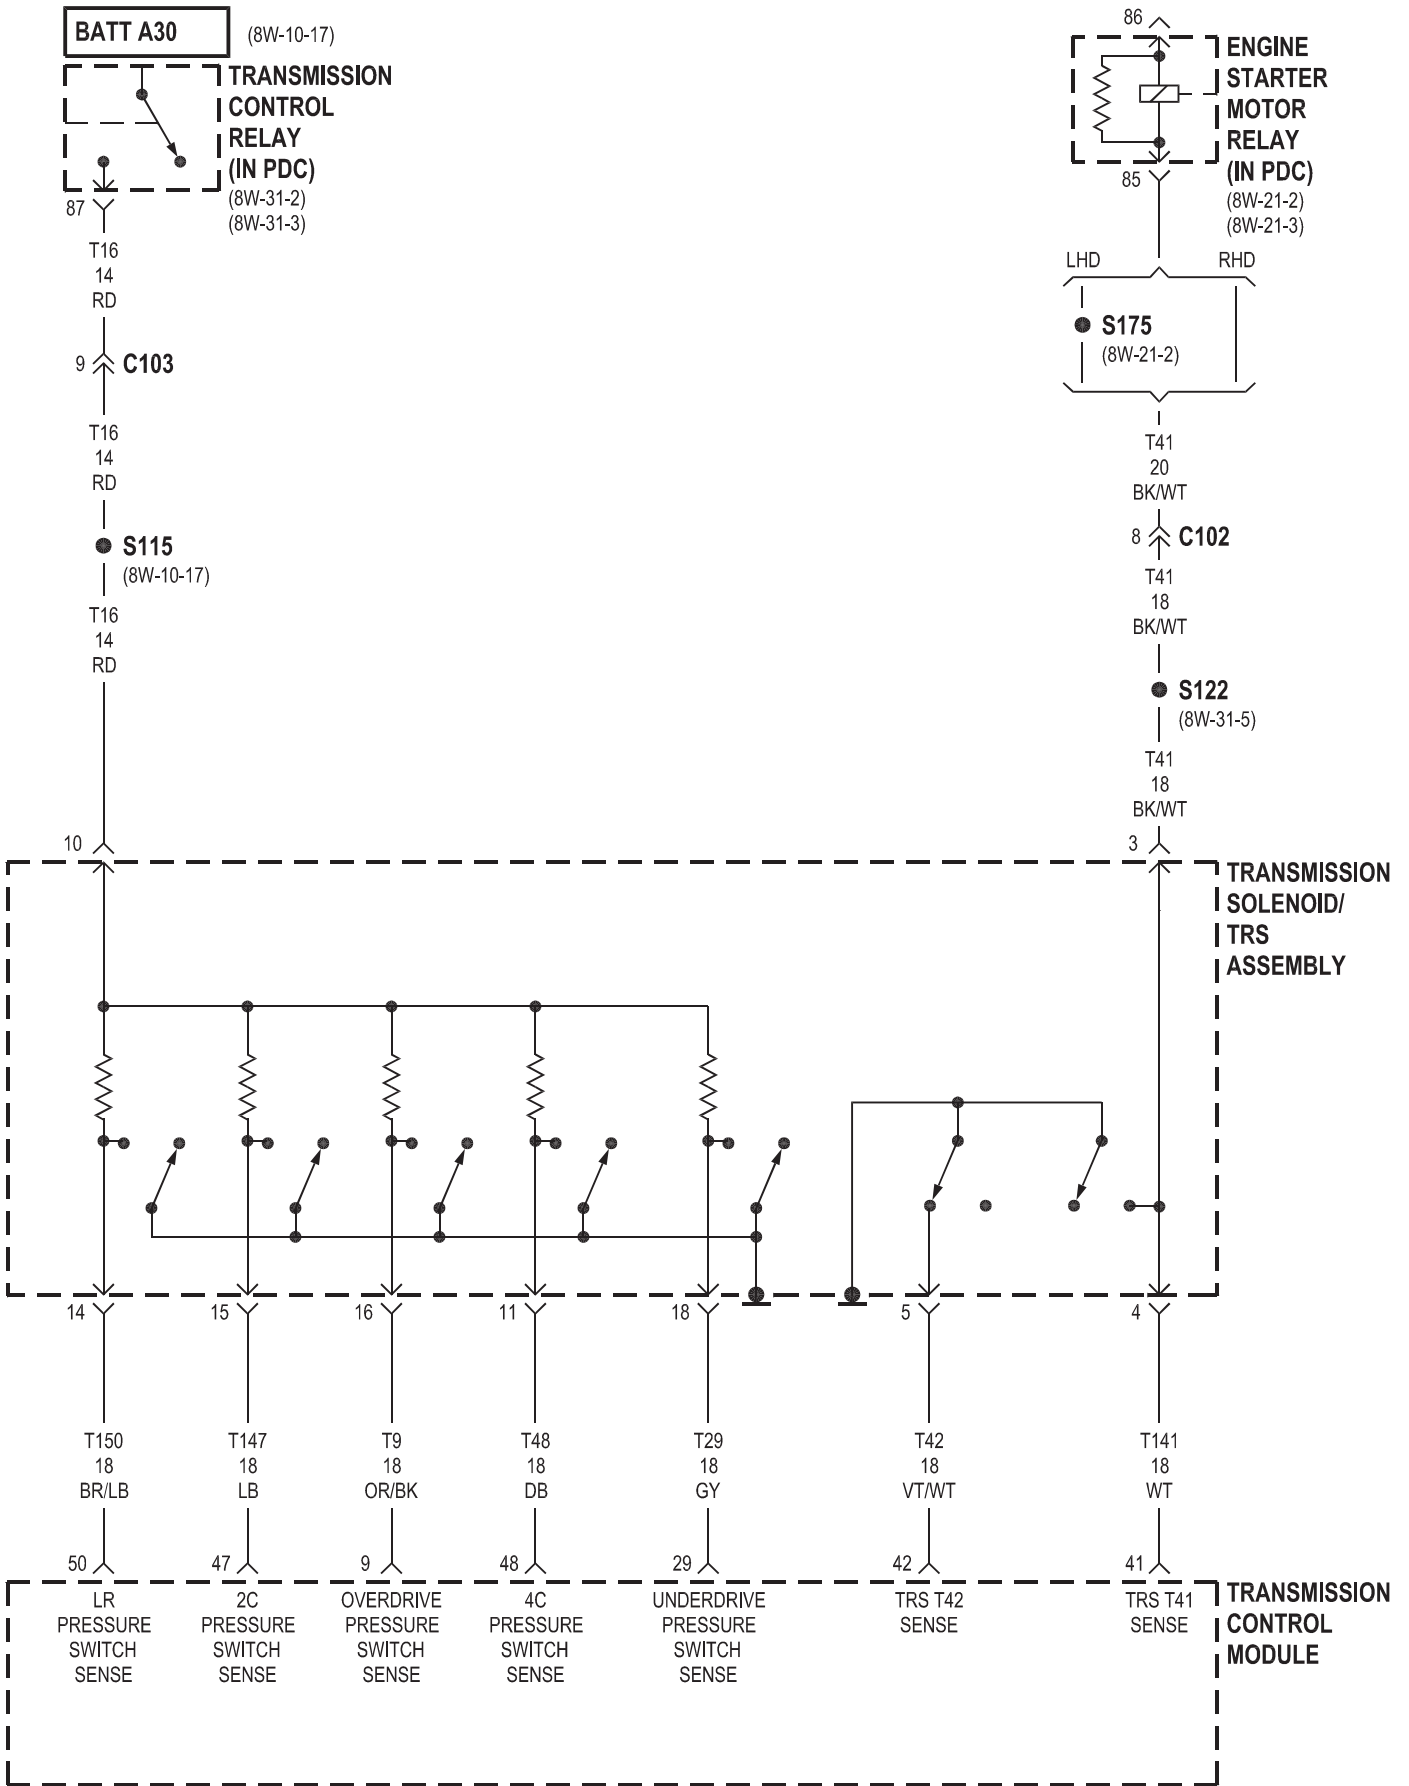 BATT A30
(8W-10-17)
TRANSMISSION
CONTROL
RELAY
(IN PDC)
(8W-31-2)
(8W-31-3)
87
T16
14
RD
9
C103
T16
14
RD
S115
(8W-10-17)
T16
14
RD
10
86
ENGINE
STARTER
MOTOR
RELAY
(IN PDC)
(8W-21-2)
(8W-21-3)
85
LHD
RHD
S175
(8W-21-2)
T41
20
BK/WT
8
C102
T41
18
BK/WT
S122
(8W-31-5)
T41
18
BK/WT
3
TRANSMISSION
SOLENOID/
TRS
ASSEMBLY
14
15
16
11
18
5
4
T150
18
BR/LB
T147
18
LB
T9
18
OR/BK
T48
18
DB
T29
18
GY
T42
18
VT/WT
T141
18
WT
50
47
9
48
29
42
41
LR
PRESSURE
SWITCH
SENSE
2C
PRESSURE
SWITCH
SENSE
OVERDRIVE
PRESSURE
SWITCH
SENSE
4C
PRESSURE
SWITCH
SENSE
UNDERDRIVE
PRESSURE
SWITCH
SENSE
TRS T42
SENSE
TRS T41
SENSE
TRANSMISSION
CONTROL
MODULE